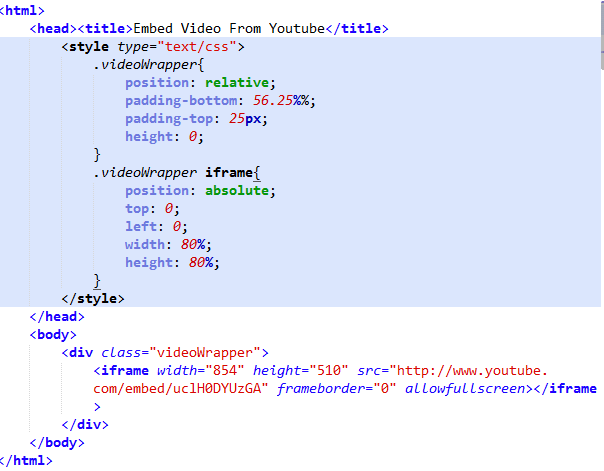 <html>
<head><title>Embed Video From Youtube</title>
<style type="text/css">
.videoWrapper{
position: relative;
padding-bottom: 56.25%%;
padding-top: 25px;
height: 0;
}
.videoWrapper iframe{
position: absolute;
top: 0;
left: 0;
width: 80%;
height: 80%;
}
</style>
</head>
<body>
<div class="videoWrapper">
<iframe width="854" height="510" src="http://www.youtube.
com/embed/uclH0DYUzGA" frameborder="0" allowfullscreen></iframe
>
</div>
</body>
</html>